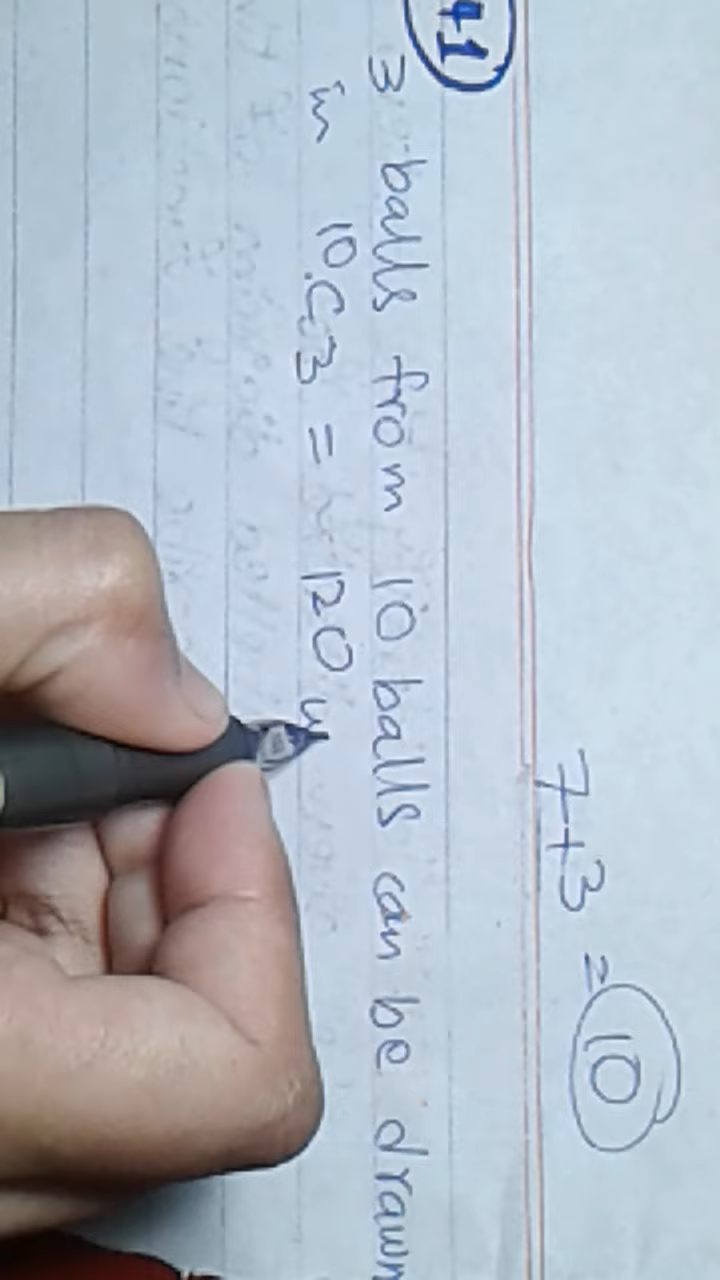 7+3 = 10
41
3 balls from 10 balls can be drawn
in ¹⁰C3 = 120